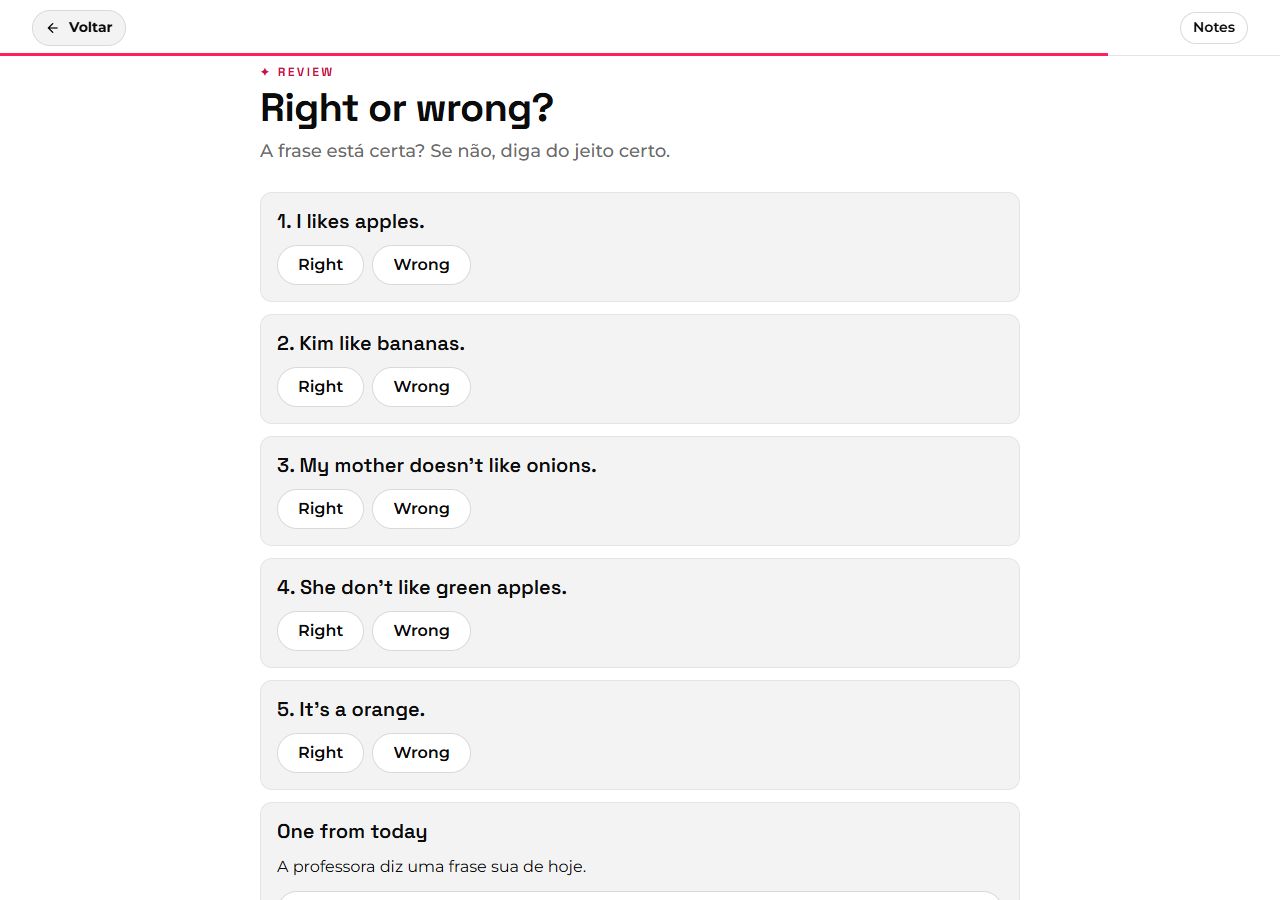 ← Voltar
Notes
✦ REVIEW
Right or wrong?
A frase está certa? Se não, diga do jeito certo.
1. I likes apples.
Right Wrong
2. Kim like bananas.
Right Wrong
3. My mother doesn’t like onions.
Right Wrong
4. She don’t like green apples.
Right Wrong
5. It’s a orange.
Right Wrong
One from today
A professora diz uma frase sua de hoje.